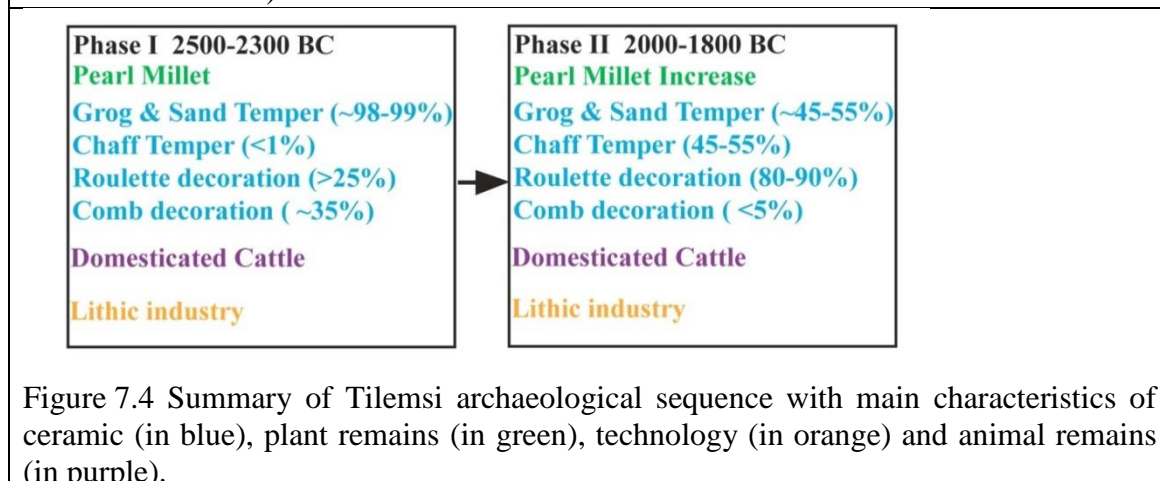 Phase I 2500-2300 BC
Pearl Millet
Grog & Sand Temper (~98-99%)
Chaff Temper (<1%)
Roulette decoration (>25%)
Comb decoration ( ~35%)
Domesticated Cattle
Lithic industry
Phase II 2000-1800 BC
Pearl Millet Increase
Grog & Sand Temper (~45-55%)
Chaff Temper (45-55%)
Roulette decoration (80-90%)
Comb decoration ( <5%)
Domesticated Cattle
Lithic industry
Figure 7.4 Summary of Tilemsi archaeological sequence with main characteristics of
ceramic (in blue), plant remains (in green), technology (in orange) and animal remains
(in purple).